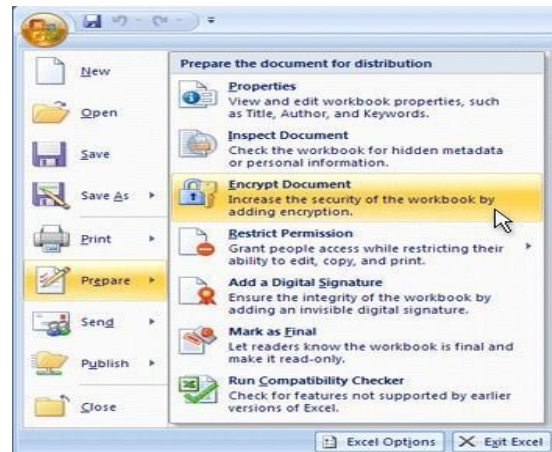 New
Open
Save
Save As
Print
Prepare
Send
Publish
Close
Prepare the document for distribution
Properties
View and edit workbook properties, such
as Title, Author, and Keywords.
Inspect Document
Check the workbook for hidden metadata
or personal information.
Encrypt Document
Increase the security of the workbook by
adding encryption.
Restrict Permission
Grant people access while restricting their
ability to edit, copy, and print.
Add a Digital Signature
Ensure the integrity of the workbook by
adding an invisible digital signature.
Mark as Final
Let readers know the workbook is final and
make it read-only.
Run Compatibility Checker
Check for features not supported by earlier
versions of Excel.
Excel Options
Exit Excel